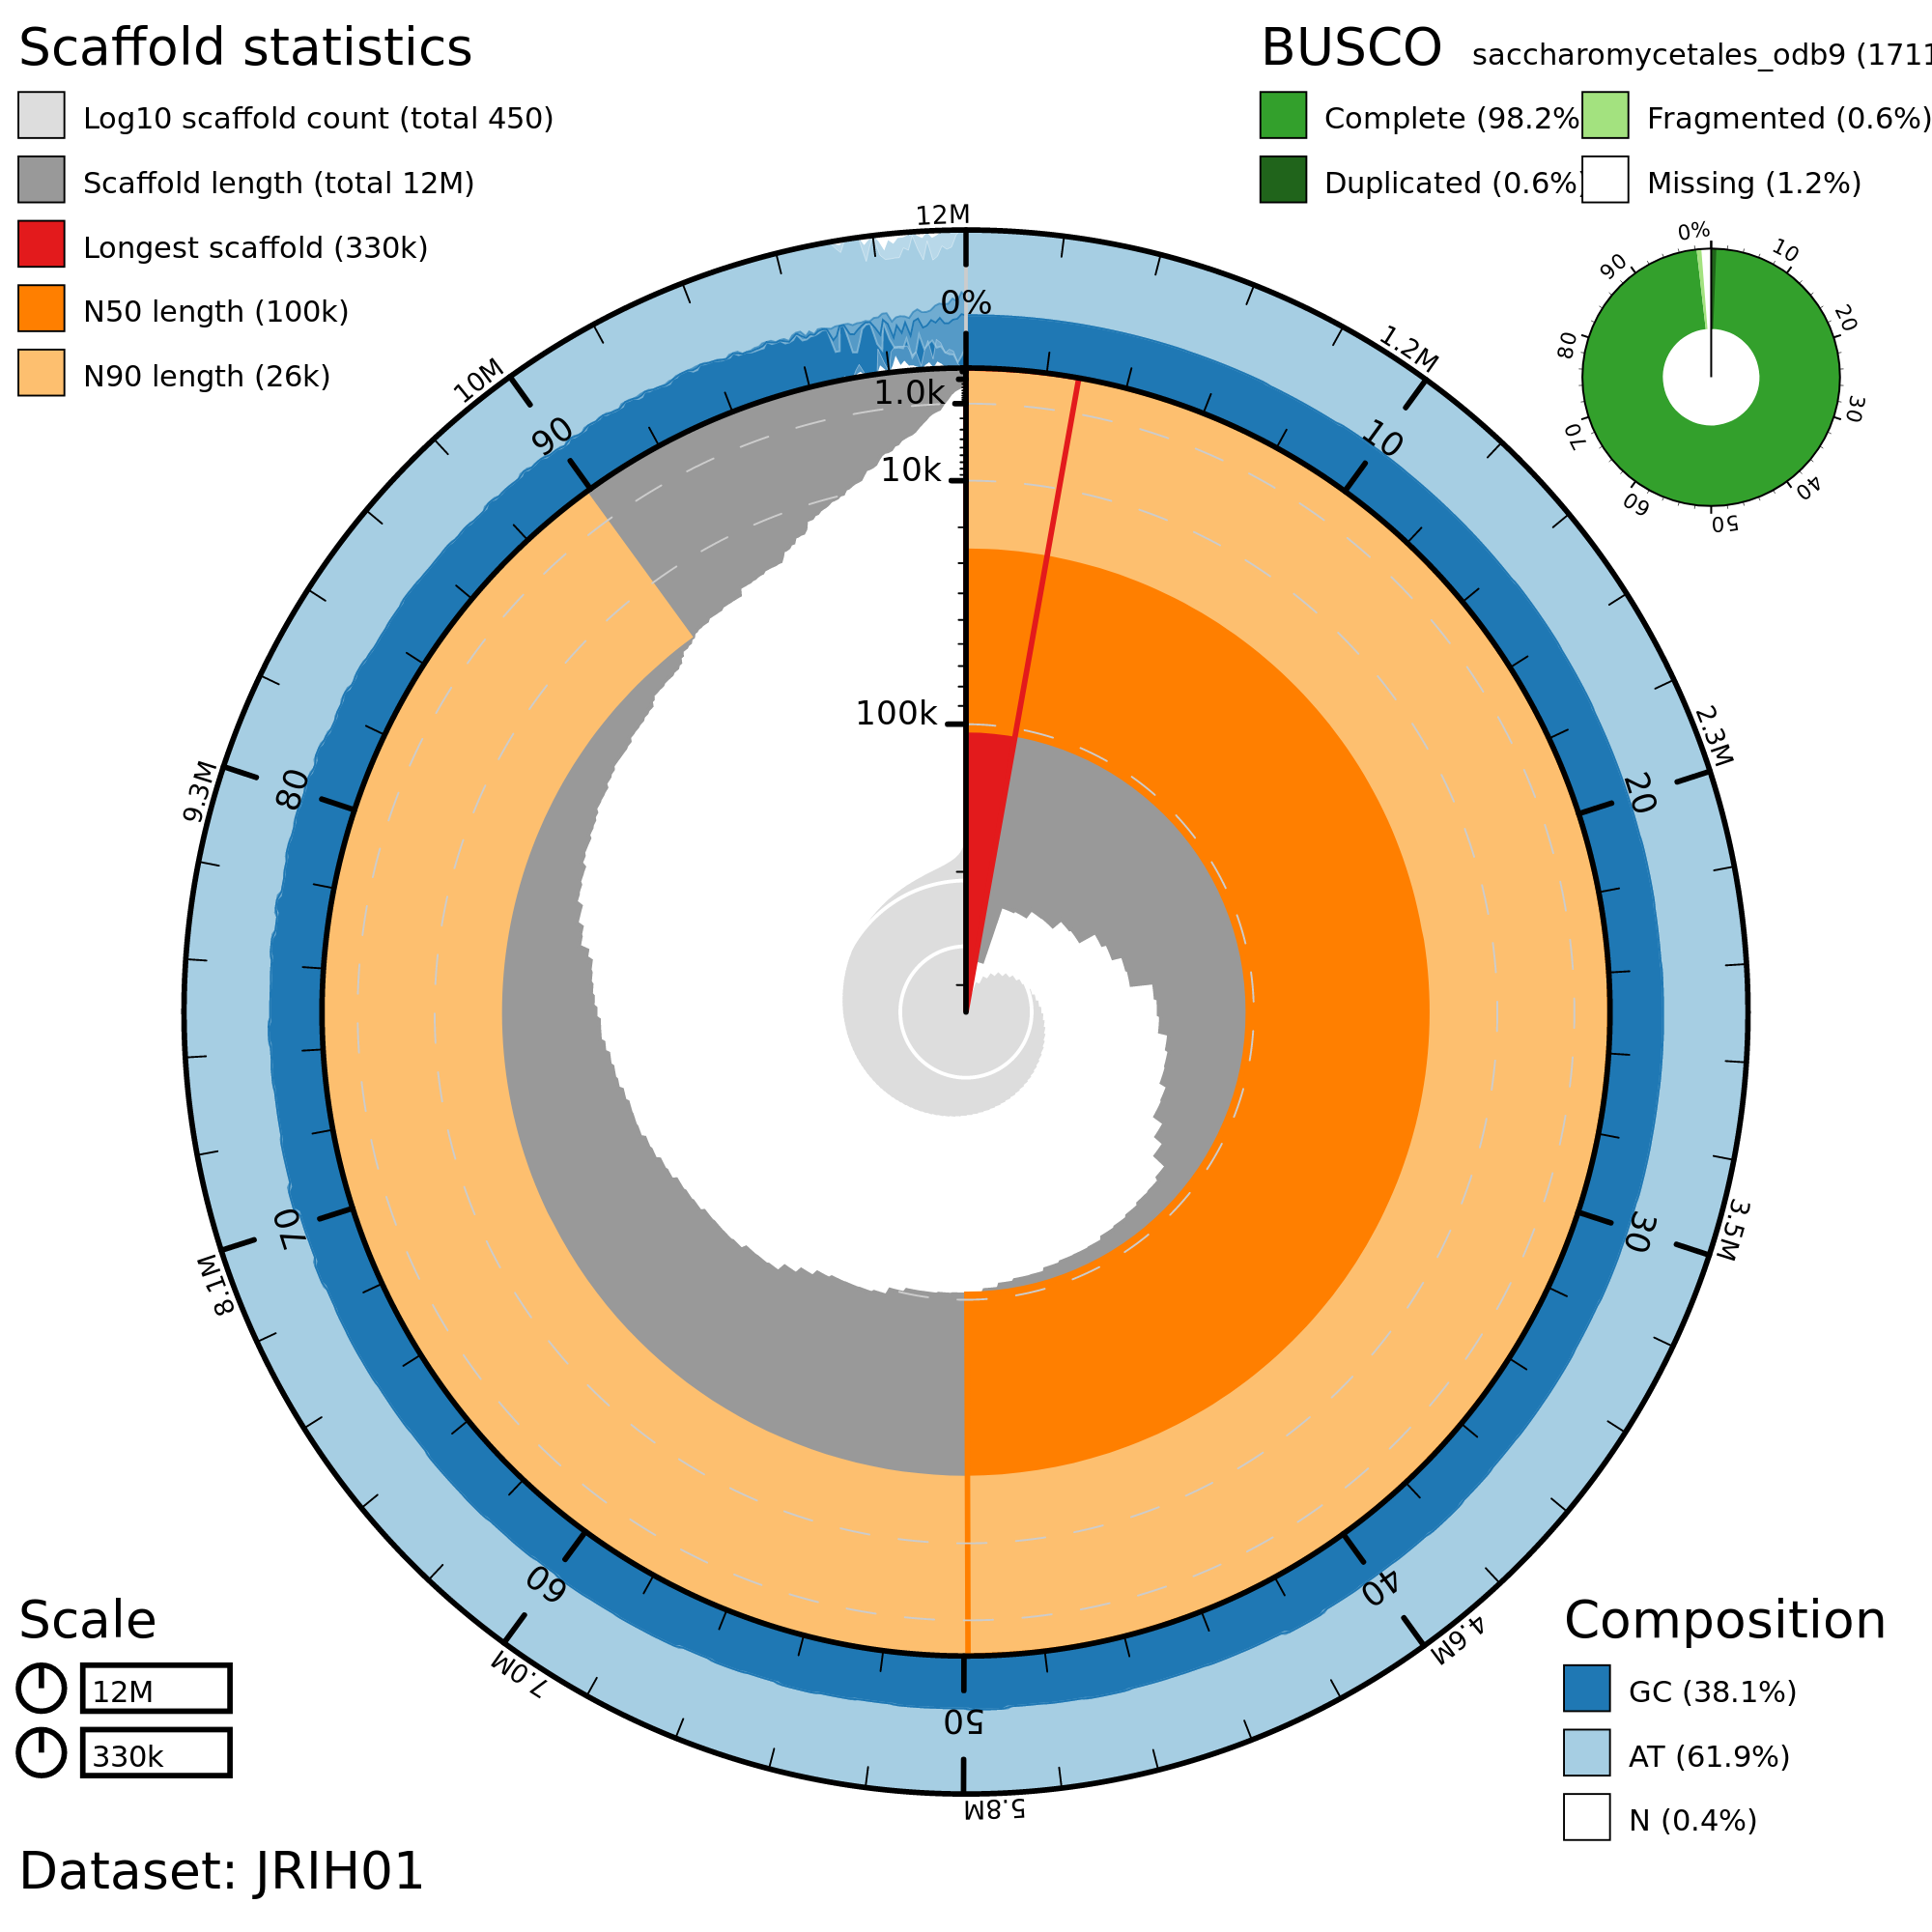 Scaffold statistics
Log10 scaffold count (total 450)
Scaffold length (total 12M)
Longest scaffold (330k)
N50 length (100k)
N90 length (26k)
BUSCO saccharomycetales_odb9 (1711
Complete (98.2%
Fragmented (0.6%)
Duplicated (0.6%)
Missing (1.2%)
0%
10
20
30
40
50
60
70
80
90
12M
1.2M
2.3M
3.5M
4.6M
5.8M
7.0M
8.1M
9.3M
10M
0%
10
20
30
40
50
60
70
80
90
1.0k
10k
100k
Scale
12M
330k
Composition
GC (38.1%)
AT (61.9%)
N (0.4%)
Dataset: JRIH01